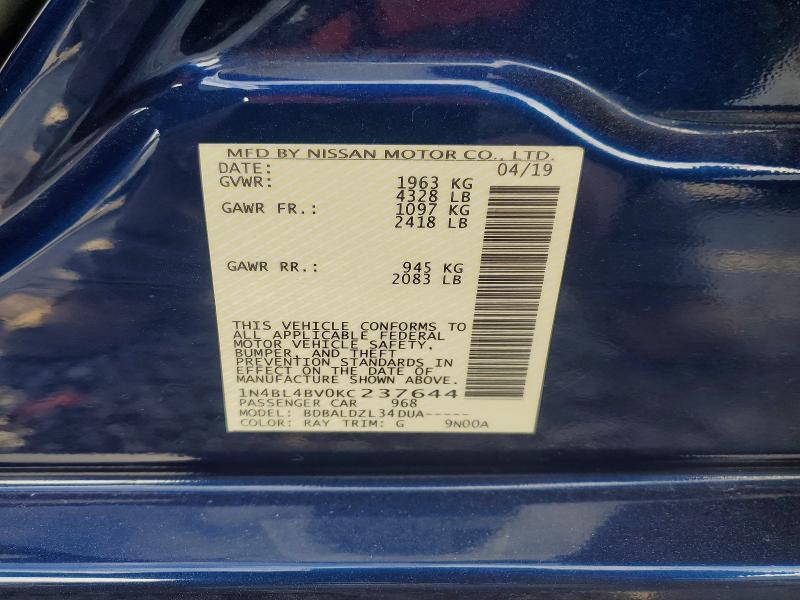 MFD BY NISSAN MOTOR CO., LTD.
DATE: 04/19
GVWR: 1963 KG
4328 LB
GAWR FR.: 1097 KG
2418 LB
GAWR RR.: 945 KG
2083 LB
THIS VEHICLE CONFORMS TO
ALL APPLICABLE FEDERAL
MOTOR VEHICLE SAFETY,
BUMPER, AND THEFT
PREVENTION STANDARDS IN
EFFECT ON THE DATE OF
MANUFACTURE SHOWN ABOVE.
1N4BL4BV0KC237644
PASSENGER CAR 968
MODEL: BDBALDZL34DUA-----
COLOR: RAY TRIM: G 9N00A